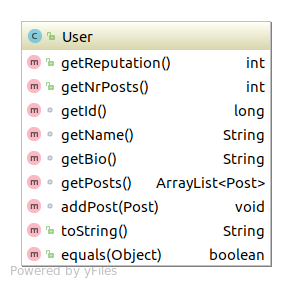 C User
m getReputation() int
m getNrPosts() int
m getId() long
m getName() String
m getBio() String
m getPosts() ArrayList<Post>
m addPost(Post) void
m toString() String
m equals(Object) boolean
Powered by yFiles